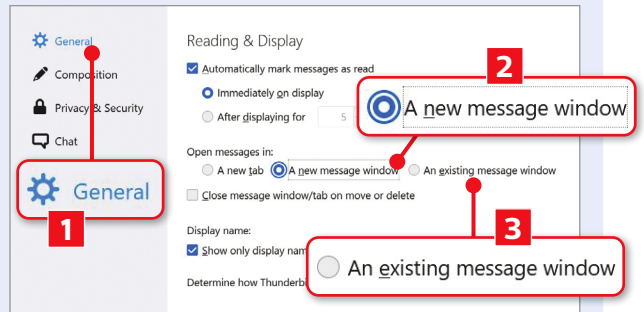 General
Composition
Privacy & Security
Chat
General
1
Reading & Display
Automatically mark messages as read
Immediately on display
After displaying for 5
2
A new message window
Open messages in:
A new tab A new message window An existing message window
Close message window/tab on move or delete
Display name:
Show only display nam
Determine how Thunderbi
3
An existing message window